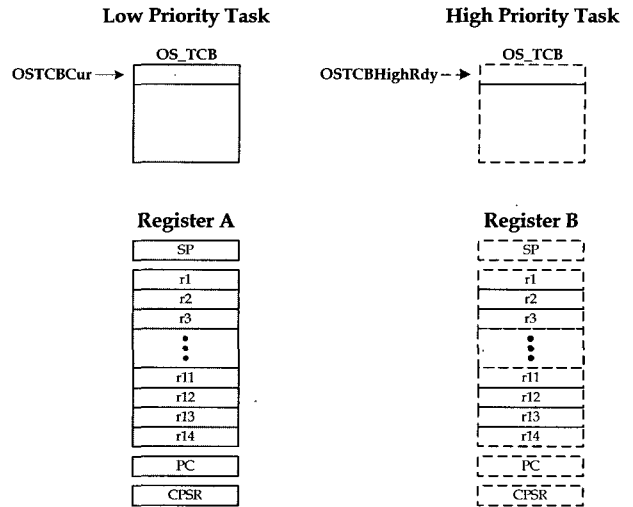 Low Priority Task
High Priority Task
OS_TCB
OSTCBCur
OS_TCB
OSTCBHighRdy
Register A
SP
r1
r2
r3
r11
r12
r13
r14
PC
CPSR
Register B
SP
r1
r2
r3
r11
r12
r13
r14
PC
CPSR